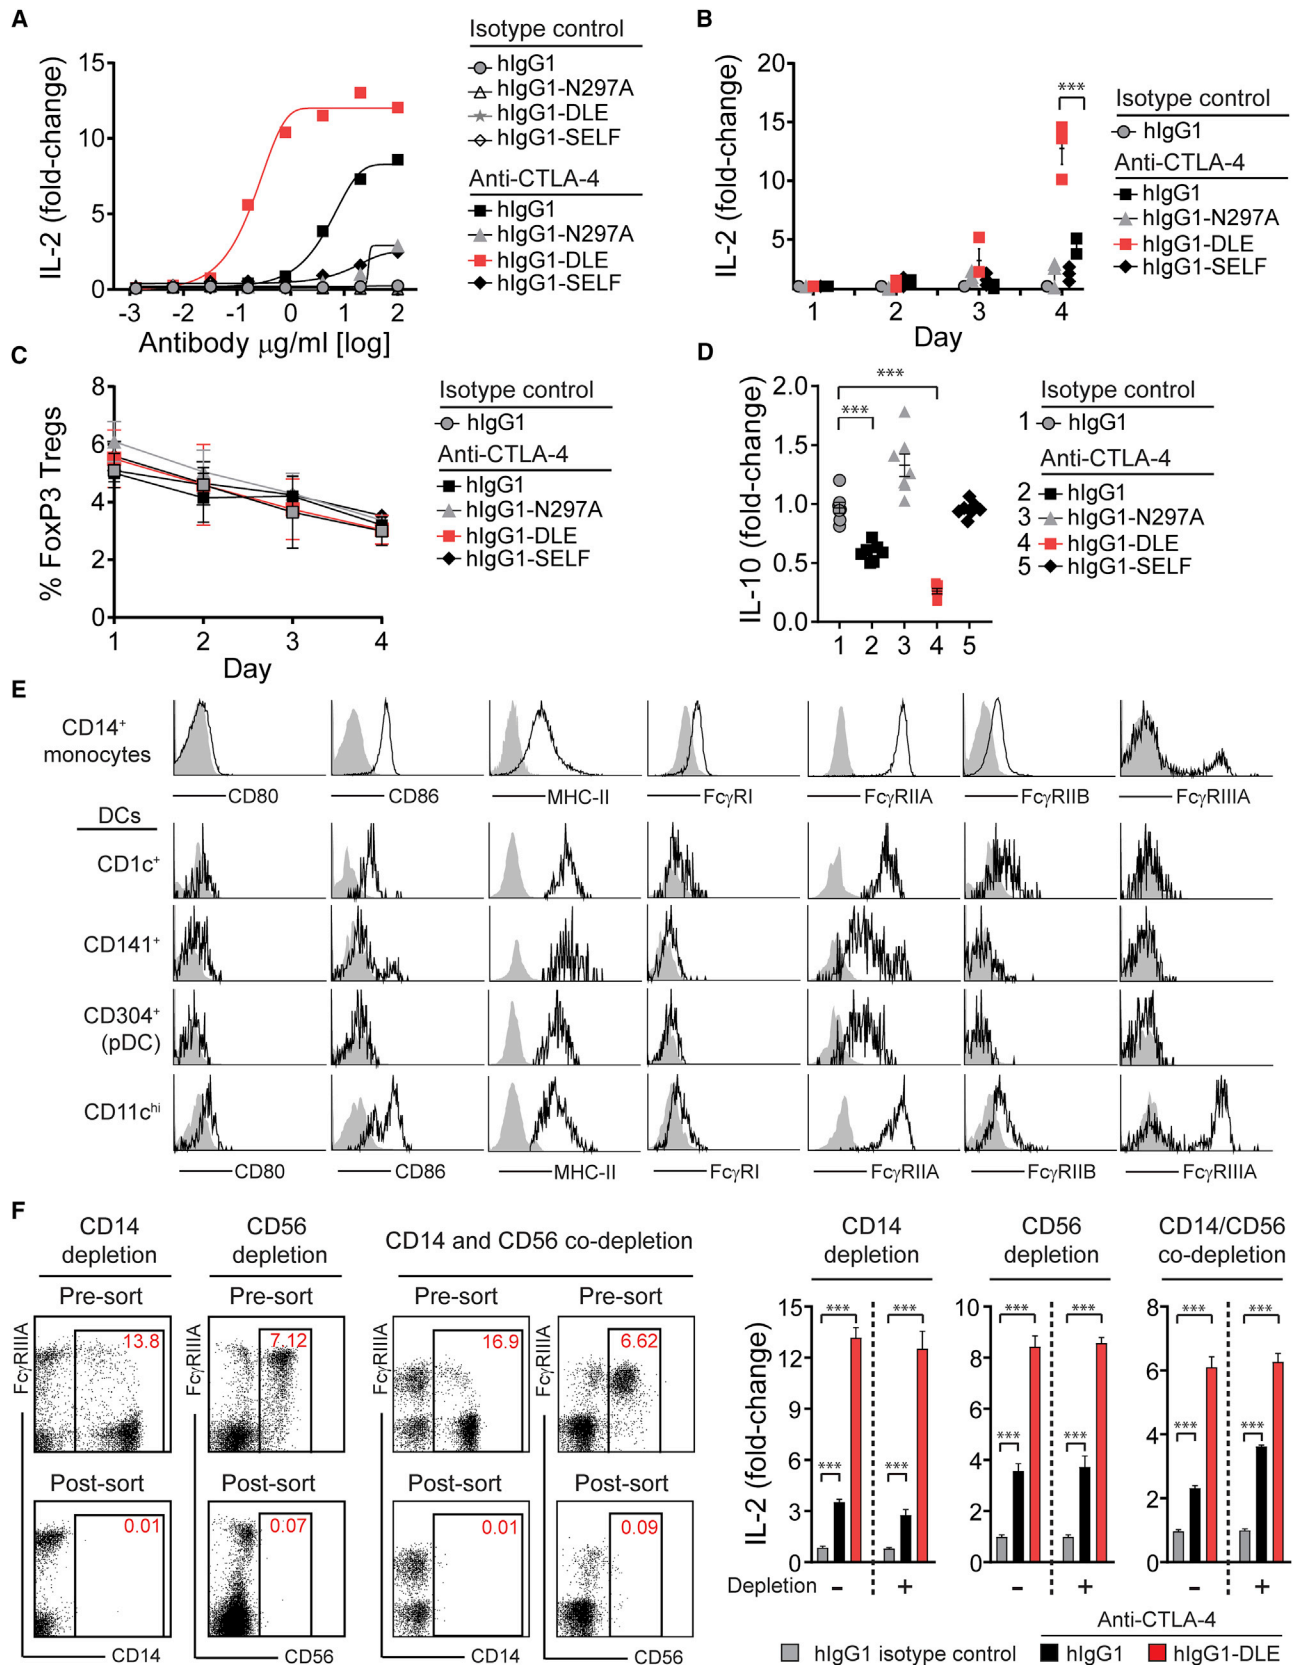 A
IL-2 (fold-change)
15
10
5
0
-3 -2 -1 0 1 2
Antibody μg/ml [log]
Isotype control
hIgG1
hIgG1-N297A
hIgG1-DLE
hIgG1-SELF
Anti-CTLA-4
hIgG1
hIgG1-N297A
hIgG1-DLE
hIgG1-SELF
B
IL-2 (fold-change)
20
15
10
5
***
1 2 3 4
Day
Isotype control
hIgG1
Anti-CTLA-4
hIgG1
hIgG1-N297A
hIgG1-DLE
hIgG1-SELF
C
% FoxP3 Tregs
8
6
4
2
0
1 2 3 4
Day
Isotype control
hIgG1
Anti-CTLA-4
hIgG1
hIgG1-N297A
hIgG1-DLE
hIgG1-SELF
D
IL-10 (fold-change)
2.0
1.5
1.0
0.5
0.0
***
***
1 2 3 4 5
Isotype control
1 hIgG1
Anti-CTLA-4
2 hIgG1
3 hIgG1-N297A
4 hIgG1-DLE
5 hIgG1-SELF
E
CD14+
monocytes
CD80 CD86 MHC-II FcγRI FcγRIIA FcγRIIB FcγRIIIA
DCs
CD1c+
CD141+
CD304+
(pDC)
CD11chi
CD80 CD86 MHC-II FcγRI FcγRIIA FcγRIIB FcγRIIIA
F
CD14
depletion
CD56
depletion
CD14 and CD56 co-depletion
Pre-sort Pre-sort Pre-sort Pre-sort
FcγRIIIA FcγRIIIA FcγRIIIA FcγRIIIA
13.8 7.12 16.9 6.62
Post-sort Post-sort Post-sort Post-sort
0.01 0.07 0.01 0.09
CD14 CD56 CD14 CD56
CD14
depletion
CD56
depletion
CD14/CD56
co-depletion
IL-2 (fold-change)
15
12
9
6
3
0
*** ***
*** ***
10
8
6
4
2
0
*** ***
*** ***
8
6
4
2
0
*** ***
*** ***
Depletion - + - + - +
Anti-CTLA-4
hIgG1 isotype control hIgG1 hIgG1-DLE